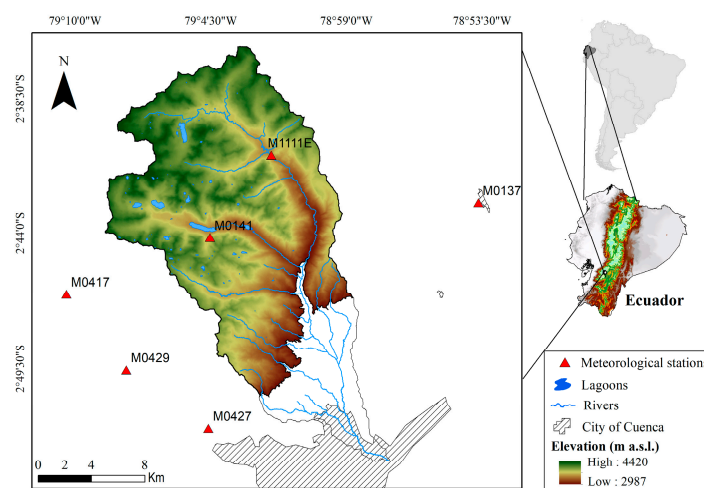 79°10'0"W
79°4'30"W
78°59'0"W
78°53'30"W
2°38'30"S
2°44'0"S
2°49'30"S
N
M1111E
M0137
M0141
M0417
M0429
M0427
0 2 4 8
Km
Ecuador
Meteorological stations
Lagoons
Rivers
City of Cuenca
Elevation (m a.s.l.)
High : 4420
Low : 2987